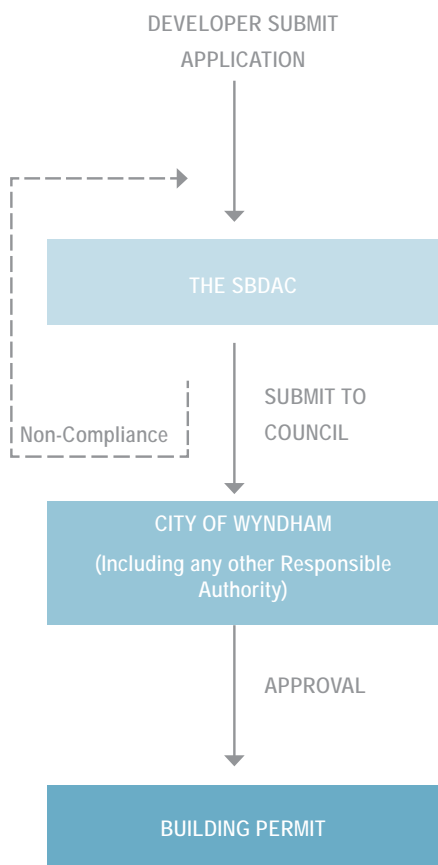 DEVELOPER SUBMIT
APPLICATION
THE SBDAC
SUBMIT TO
COUNCIL
Non-Compliance
CITY OF WYNDHAM
(Including any other Responsible
Authority)
APPROVAL
BUILDING PERMIT